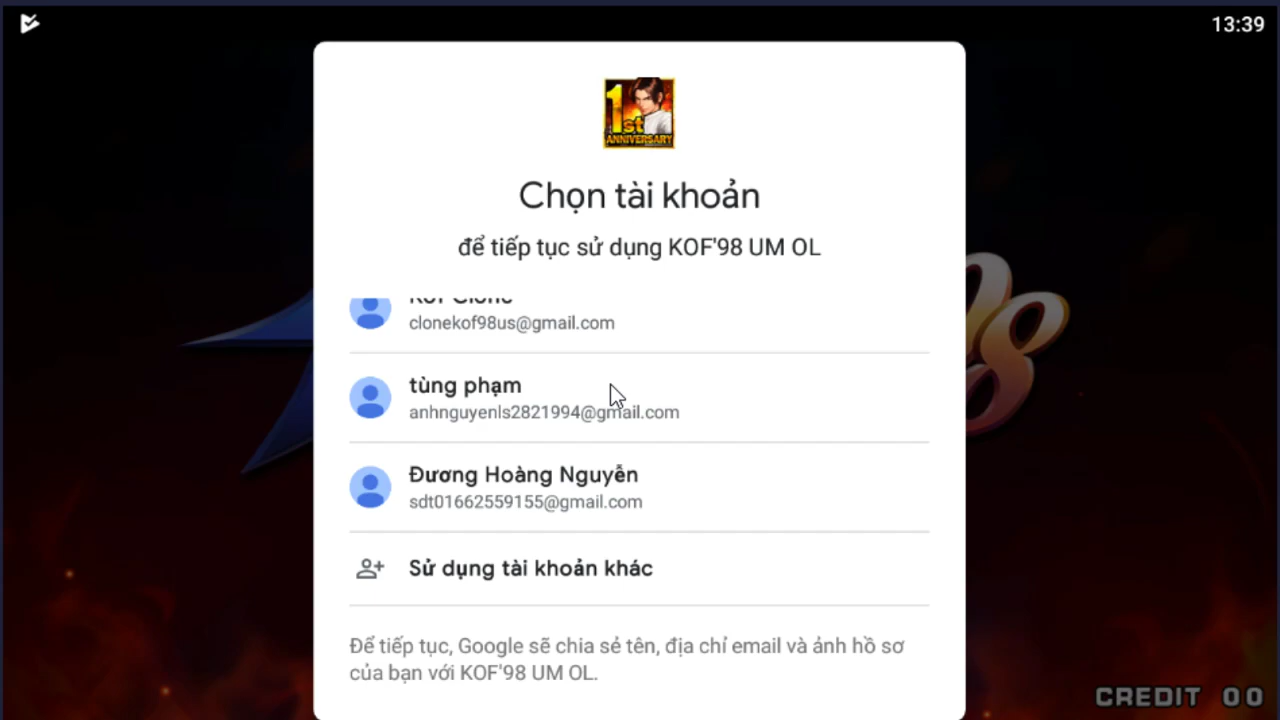 13:39
1st
ANNIVERSARY
Chọn tài khoản
để tiếp tục sử dụng KOF'98 UM OL
KOF Clone
clonekof98us@gmail.com
tùng phạm
anhnguyenls2821994@gmail.com
Đương Hoàng Nguyễn
sdt01662559155@gmail.com
Sử dụng tài khoản khác
Để tiếp tục, Google sẽ chia sẻ tên, địa chỉ email và ảnh hồ sơ
của bạn với KOF'98 UM OL.
98
CREDIT 00